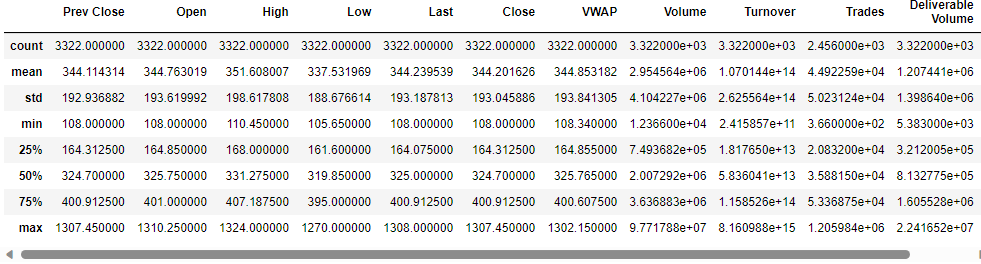 Prev Close Open High Low Last Close VWAP Volume Turnover Trades Deliverable Volume
count 3322.000000 3322.000000 3322.000000 3322.000000 3322.000000 3322.000000 3322.000000 3.322000e+03 3.322000e+03 2.456000e+03 3.322000e+03
mean 344.114314 344.763019 351.608007 337.531969 344.239539 344.201626 344.853182 2.954564e+06 1.070144e+14 4.492259e+04 1.207441e+06
std 192.936882 193.619992 198.617808 188.676614 193.187813 193.045886 193.841305 4.104227e+06 2.625564e+14 5.023124e+04 1.398640e+06
min 108.000000 108.000000 110.450000 105.650000 108.000000 108.000000 108.340000 1.236600e+04 2.415857e+11 3.660000e+02 5.383000e+03
25% 164.312500 164.850000 168.000000 161.600000 164.075000 164.312500 164.855000 7.493682e+05 1.817650e+13 2.083200e+04 3.212005e+05
50% 324.700000 325.750000 331.275000 319.850000 325.000000 324.700000 325.765000 2.007292e+06 5.836041e+13 3.588150e+04 8.132775e+05
75% 400.912500 401.000000 407.187500 395.000000 400.912500 400.912500 400.607500 3.636883e+06 1.158526e+14 5.336875e+04 1.605528e+06
max 1307.450000 1310.250000 1324.000000 1270.000000 1308.000000 1307.450000 1302.150000 9.771788e+07 8.160988e+15 1.205984e+06 2.241652e+07